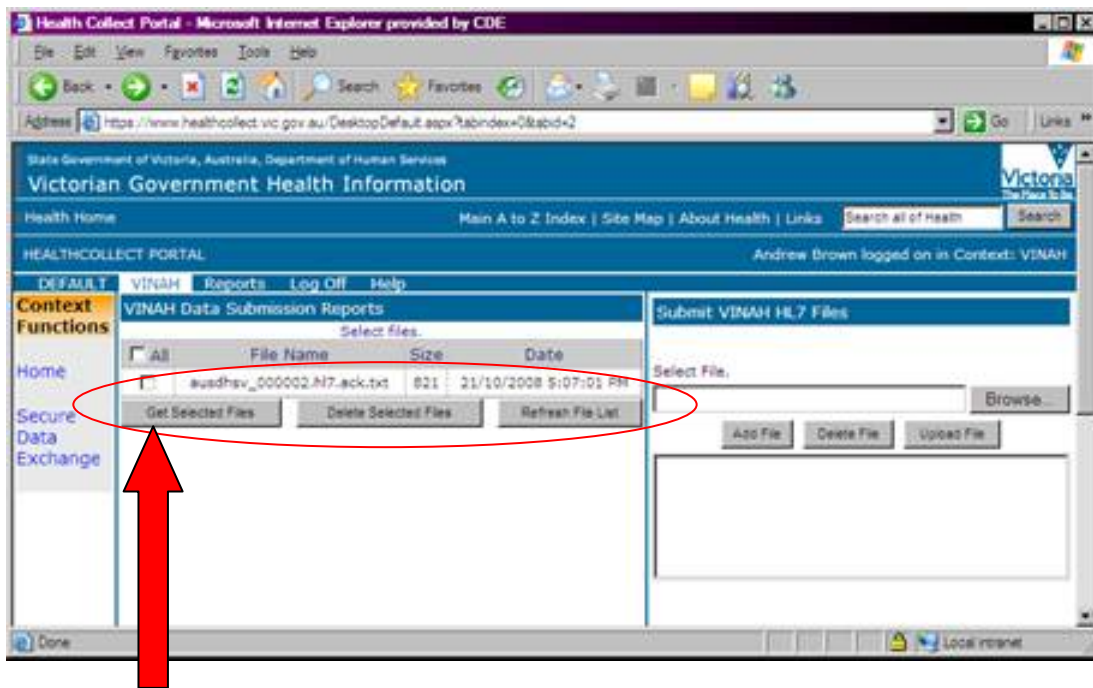 Health Collect Portal - Microsoft Internet Explorer provided by CDE
File Edit View Favorites Tools Help
Back Search Favorites
Address https://www.healthcollect.vic.gov.au/DesktopDefault.aspx?tabindex=0&tabid=2 Go Links
State Government of Victoria, Australia, Department of Human Services
Victorian Government Health Information
Victoria
The Place To Be
Health Home Main A to Z Index | Site Map | About Health | Links Search all of Health Search
HEALTHCOLLECT PORTAL Andrew Brown logged on in Context: VINAH
DEFAULT VINAH Reports Log Off Help
Context Functions
Home
Secure Data Exchange
VINAH Data Submission Reports
Select files.
All File Name Size Date
ausdhsv_000002.hl7.ack.txt 821 21/10/2008 5:07:01 PM
Get Selected Files Delete Selected Files Refresh File List
Submit VINAH HL7 Files
Select File.
Browse...
Add File Delete File Upload File
Done Local intranet